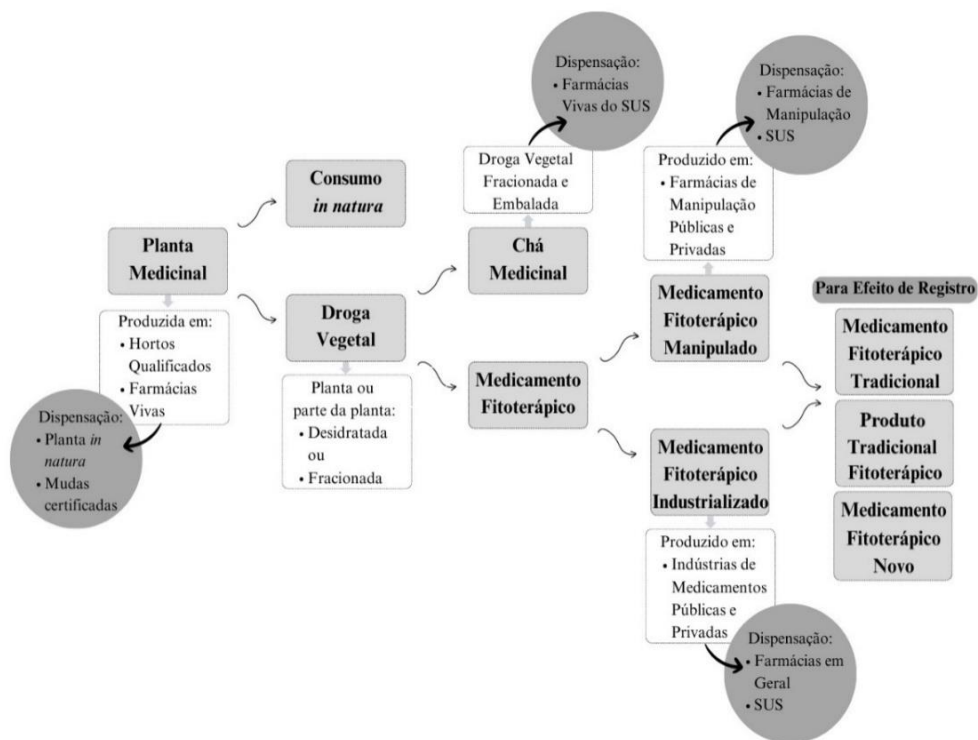 Dispensação:
• Farmácias
Vivas do SUS
Dispensação:
• Farmácias de
Manipulação
• SUS
Consumo
in natura
Droga Vegetal
Fracionada e
Embalada
Produzido em:
• Farmácias de
Manipulação
Públicas e
Privadas
Planta
Medicinal
Chá
Medicinal
Produzida em:
• Hortos
Qualificados
• Farmácias
Vivas
Dispensação:
• Planta in
natura
• Mudas
certificadas
Droga
Vegetal
Planta ou
parte da planta:
• Desidratada
ou
• Fracionada
Medicamento
Fitoterápico
Medicamento
Fitoterápico
Manipulado
Medicamento
Fitoterápico
Industrializado
Produzido em:
• Indústrias de
Medicamentos
Públicas e
Privadas
Dispensação:
• Farmácias em
Geral
• SUS
Para Efeito de Registro
Medicamento
Fitoterápico
Tradicional
Produto
Tradicional
Fitoterápico
Medicamento
Fitoterápico
Novo